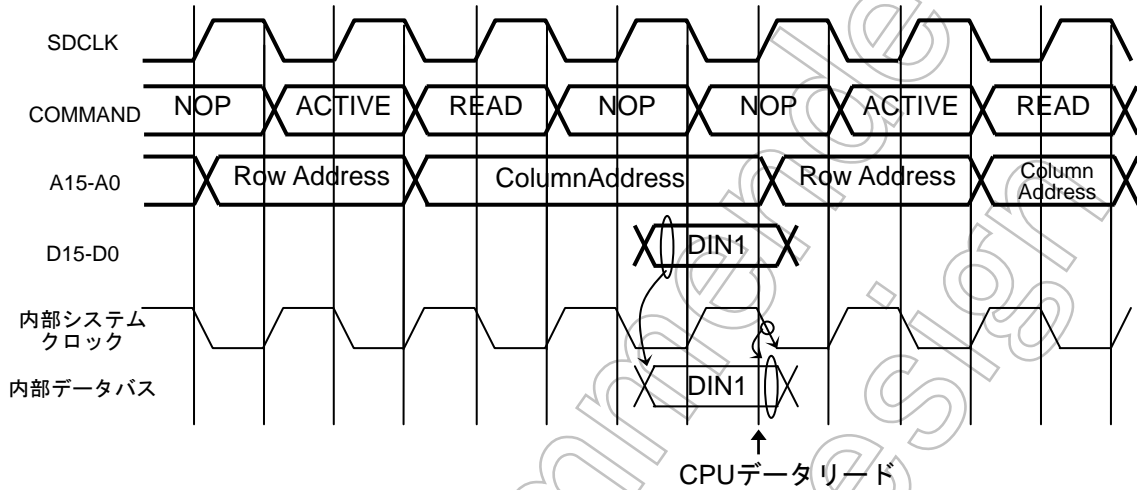 SDCLK
COMMAND NOP ACTIVE READ NOP NOP ACTIVE READ
A15-A0 Row Address ColumnAddress Row Address Column
Address
D15-D0 DIN1
内部システム
クロック
内部データバス DIN1
CPUデータリード